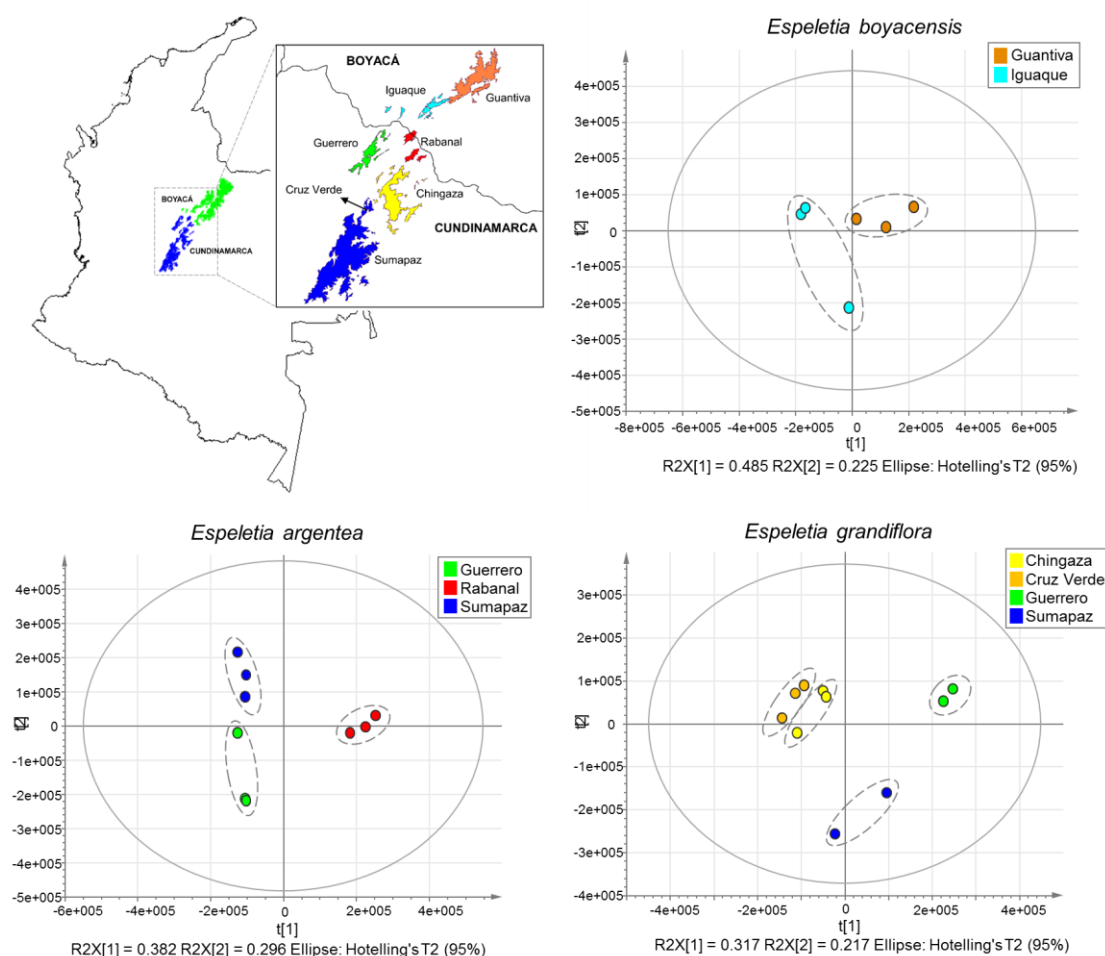 BOYACÁ
CUNDINAMARCA
BOYACÁ
Iguaque
Guantiva
Guerrero
Rabanal
Cruz Verde
Chingaza
CUNDINAMARCA
Sumapaz
Espeletia boyacensis
Guantiva
Iguaque
4e+005
3e+005
2e+005
1e+005
0
-1e+005
-2e+005
-3e+005
-4e+005
-5e+005
t[2]
-8e+005 -6e+005 -4e+005 -2e+005 0 2e+005 4e+005 6e+005
t[1]
R2X[1] = 0.485 R2X[2] = 0.225 Ellipse: Hotelling's T2 (95%)
Espeletia argentea
Guerrero
Rabanal
Sumapaz
4e+005
3e+005
2e+005
1e+005
0
-1e+005
-2e+005
-3e+005
-4e+005
-5e+005
t[2]
-6e+005 -4e+005 -2e+005 0 2e+005 4e+005
t[1]
R2X[1] = 0.382 R2X[2] = 0.296 Ellipse: Hotelling's T2 (95%)
Espeletia grandiflora
Chingaza
Cruz Verde
Guerrero
Sumapaz
3e+005
2e+005
1e+005
0
-1e+005
-2e+005
-3e+005
-4e+005
t[2]
-4e+005 -2e+005 0 2e+005 4e+005
t[1]
R2X[1] = 0.317 R2X[2] = 0.217 Ellipse: Hotelling's T2 (95%)